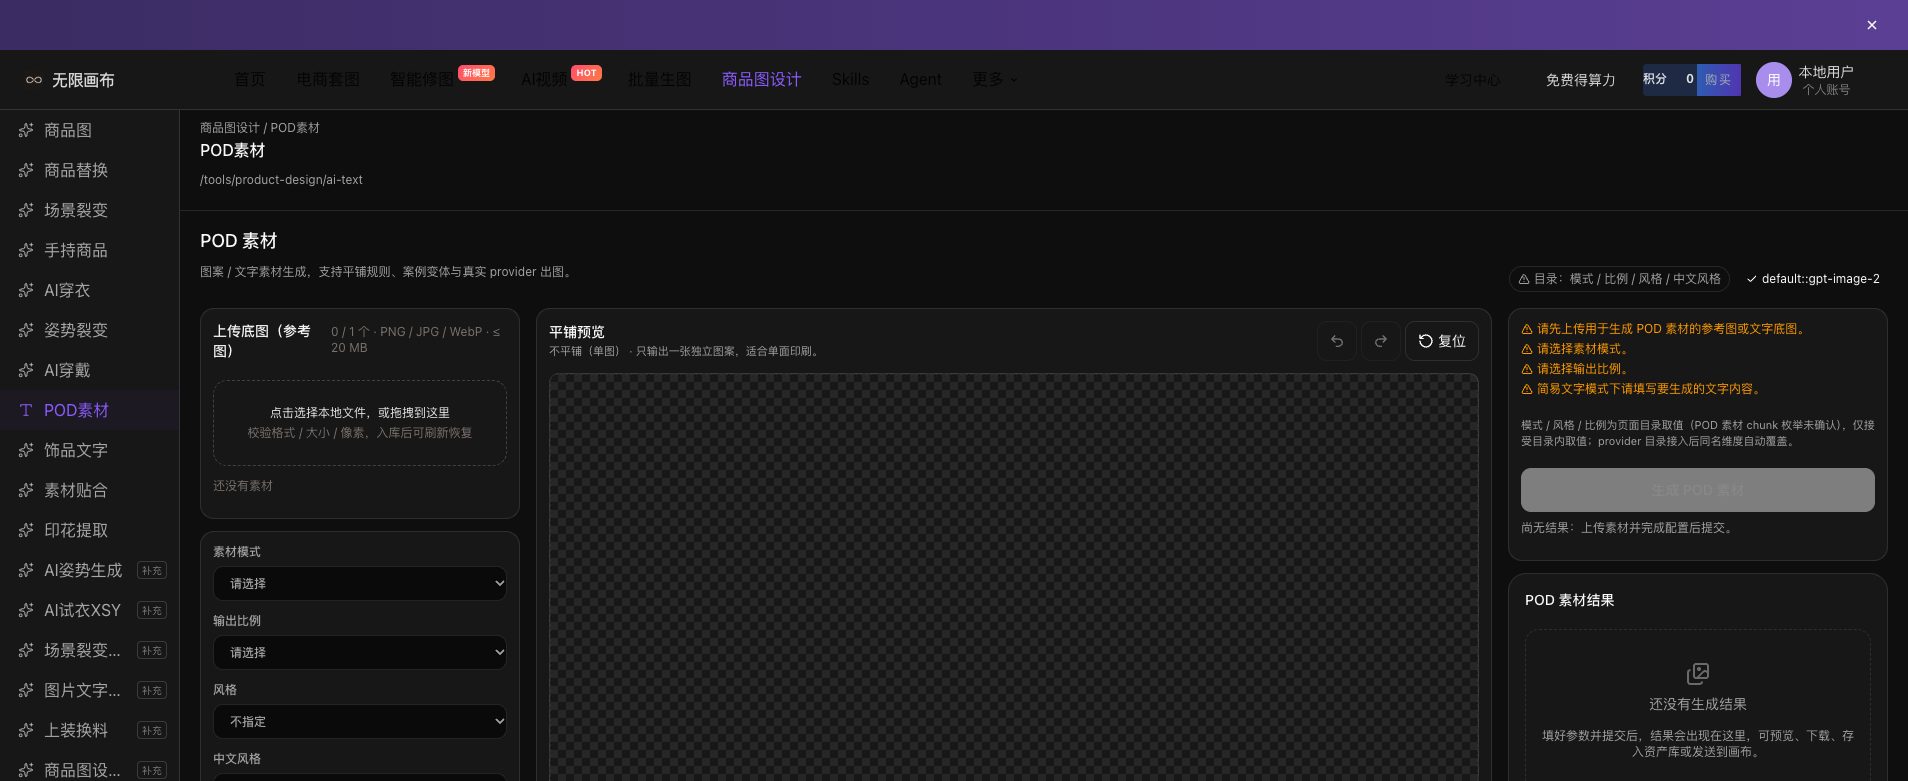 无限画布
首页
电商套图
智能修图
新模型
AI视频
HOT
批量生图
商品图设计
Skills
Agent
更多
学习中心
免费得算力
积分 0
购买
用
本地用户
个人账号
商品图
商品替换
场景裂变
手持商品
AI穿衣
姿势裂变
AI穿戴
POD素材
饰品文字
素材贴合
印花提取
AI姿势生成 补充
AI试衣XSY 补充
场景裂变... 补充
图片文字... 补充
上装换料 补充
商品图设... 补充
商品图设计 / POD素材
POD素材
/tools/product-design/ai-text
POD 素材
图案 / 文字素材生成，支持平铺规则、案例变体与真实 provider 出图。
目录：模式 / 比例 / 风格 / 中文风格
default::gpt-image-2
上传底图（参考
图）
0 / 1 个 · PNG / JPG / WebP · ≤
20 MB
点击选择本地文件，或拖拽到这里
校验格式 / 大小 / 像素，入库后可刷新恢复
还没有素材
素材模式
请选择
输出比例
请选择
风格
不指定
中文风格
平铺预览
不平铺（单图） · 只输出一张独立图案，适合单面印刷。
复位
请先上传用于生成 POD 素材的参考图或文字底图。
请选择素材模式。
请选择输出比例。
简易文字模式下请填写要生成的文字内容。
模式 / 风格 / 比例为页面目录取值（POD 素材 chunk 枚举未确认），仅接
受目录内取值；provider 目录接入后同名维度自动覆盖。
生成 POD 素材
尚无结果：上传素材并完成配置后提交。
POD 素材结果
还没有生成结果
填好参数并提交后，结果会出现在这里，可预览、下载、存
入资产库或发送到画布。